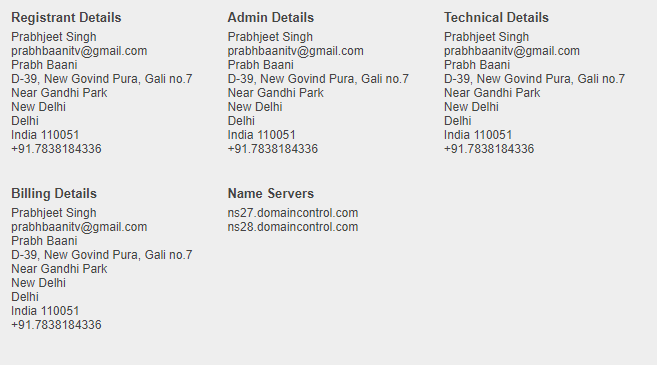 Registrant Details
Prabhjeet Singh
prabhbaanitv@gmail.com
Prabh Baani
D-39, New Govind Pura, Gali no.7
Near Gandhi Park
New Delhi
Delhi
India 110051
+91.7838184336
Admin Details
Prabhjeet Singh
prabhbaanitv@gmail.com
Prabh Baani
D-39, New Govind Pura, Gali no.7
Near Gandhi Park
New Delhi
Delhi
India 110051
+91.7838184336
Technical Details
Prabhjeet Singh
prabhbaanitv@gmail.com
Prabh Baani
D-39, New Govind Pura, Gali no.7
Near Gandhi Park
New Delhi
Delhi
India 110051
+91.7838184336
Billing Details
Prabhjeet Singh
prabhbaanitv@gmail.com
Prabh Baani
D-39, New Govind Pura, Gali no.7
Near Gandhi Park
New Delhi
Delhi
India 110051
+91.7838184336
Name Servers
ns27.domaincontrol.com
ns28.domaincontrol.com